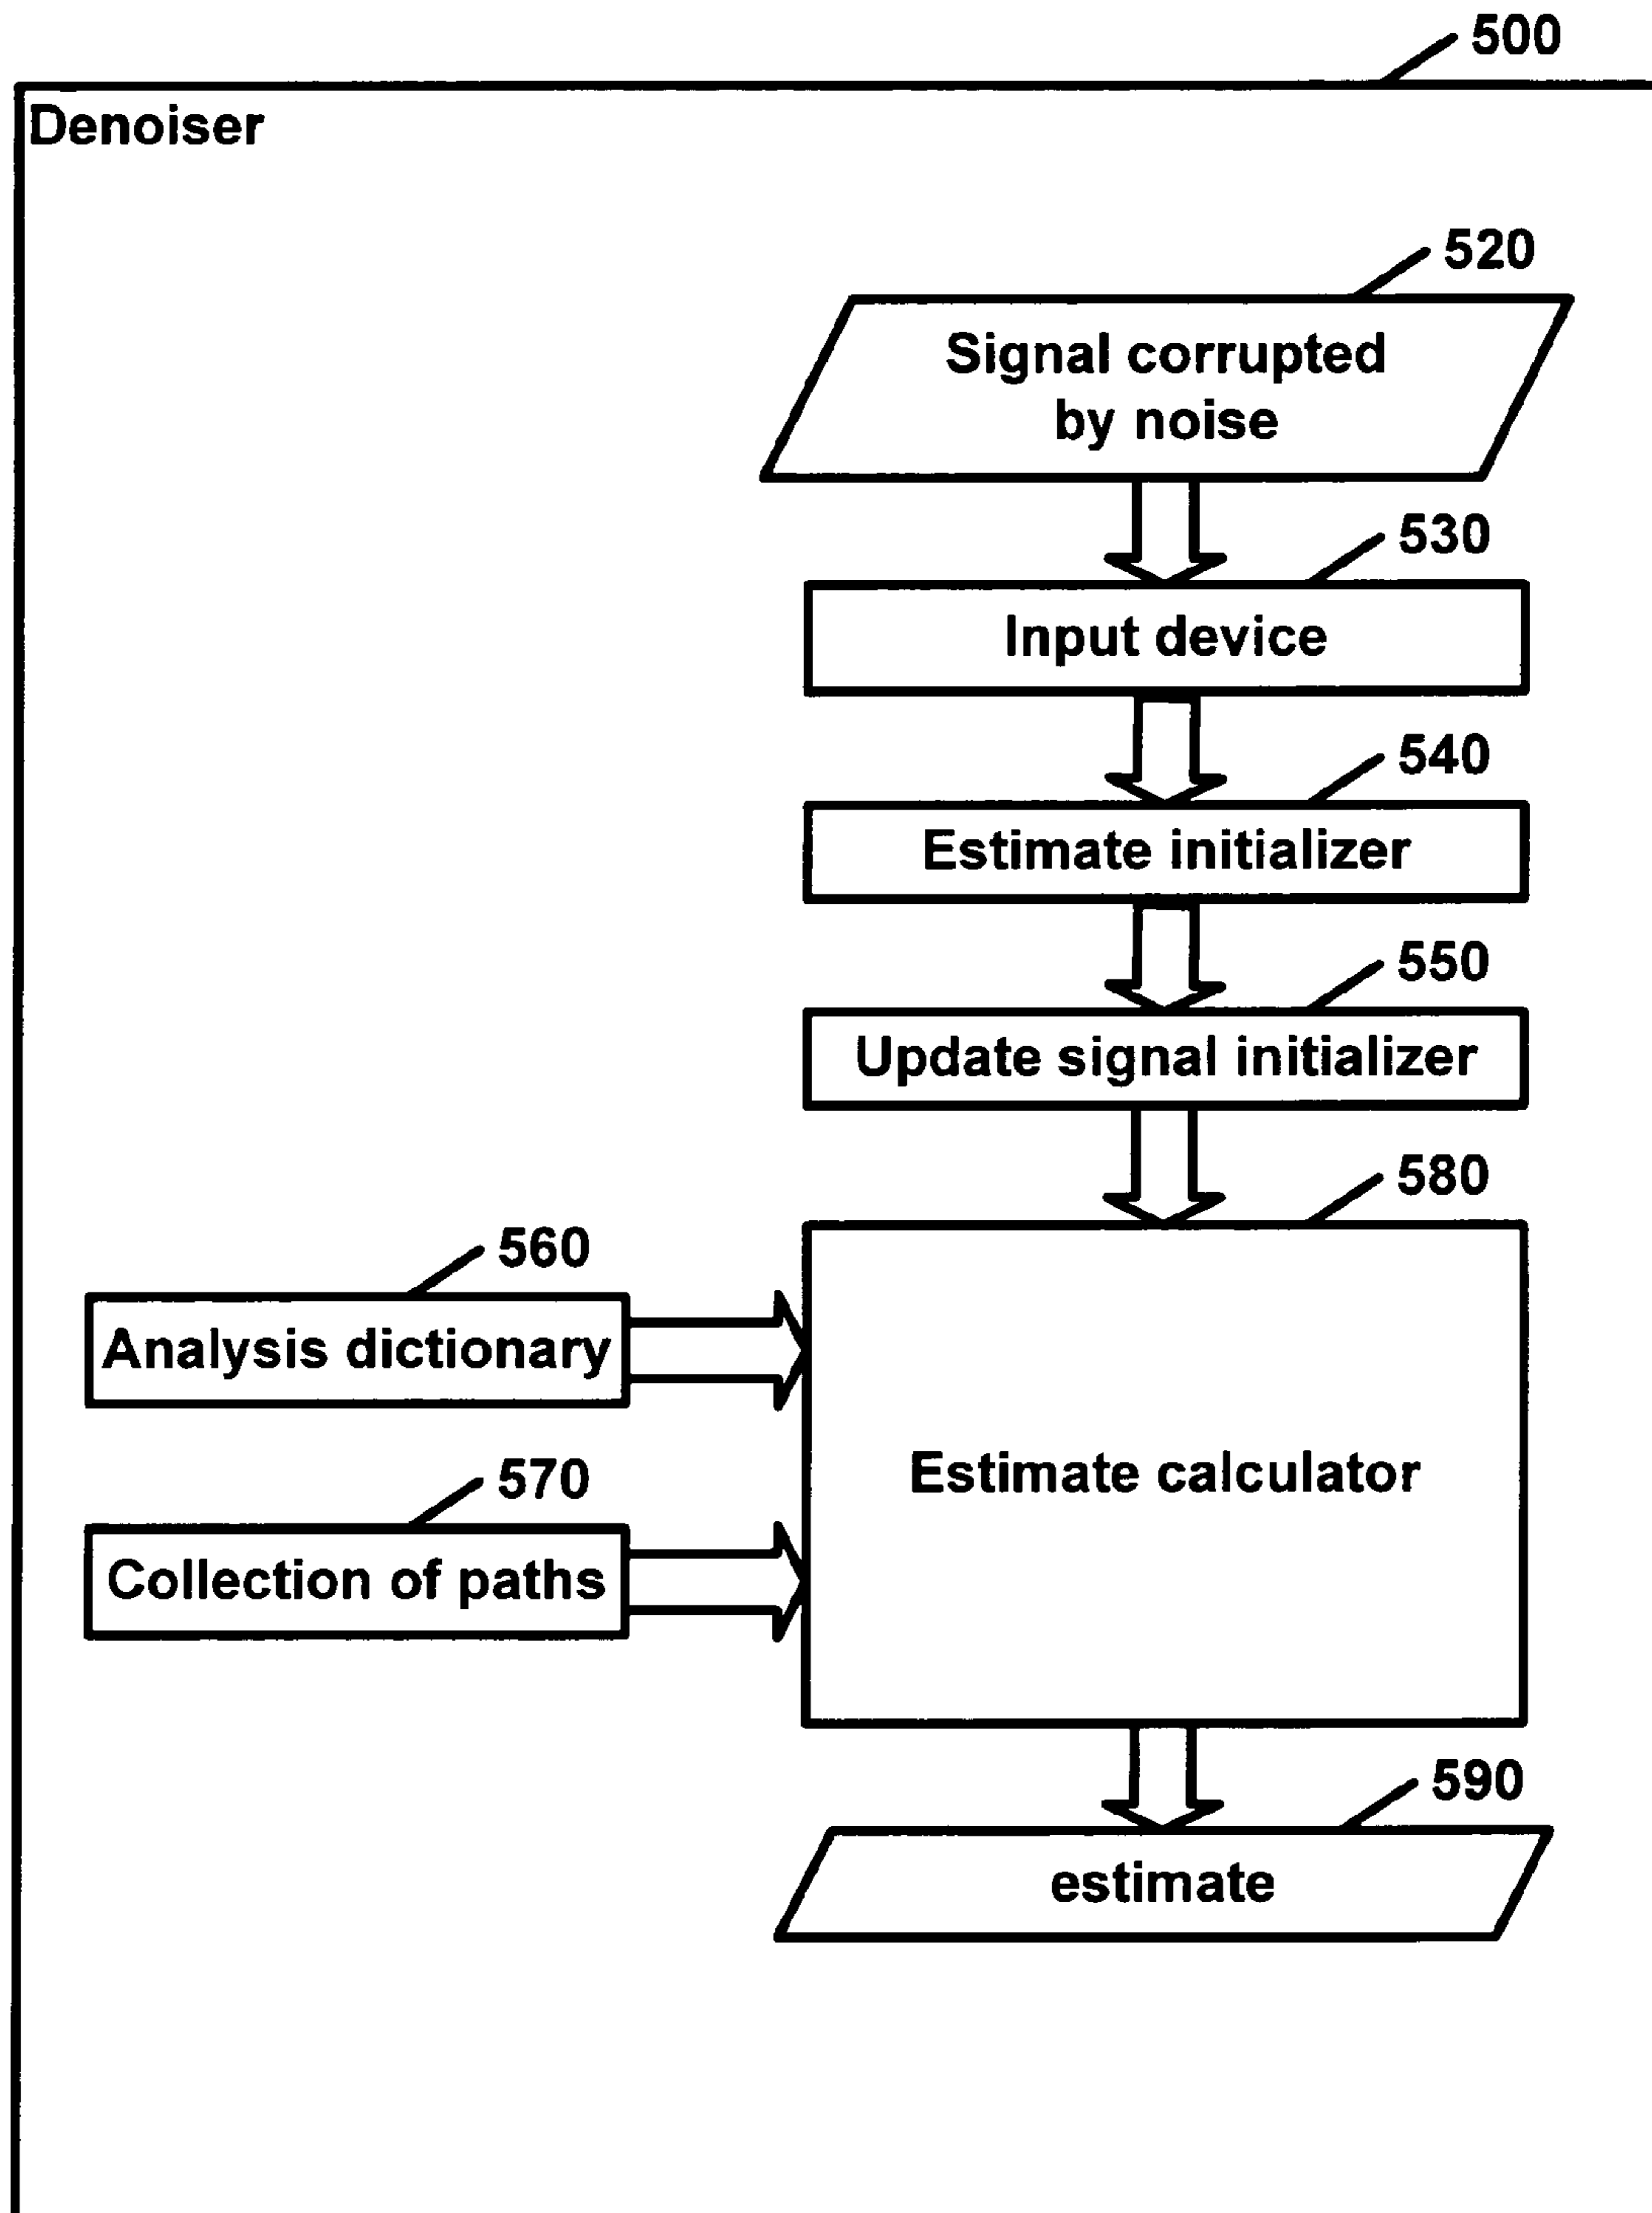 500
Denoiser
520
Signal corrupted
by noise
530
Input device
540
Estimate initializer
550
Update signal initializer
580
560
Analysis dictionary
570
Collection of paths
Estimate calculator
590
estimate